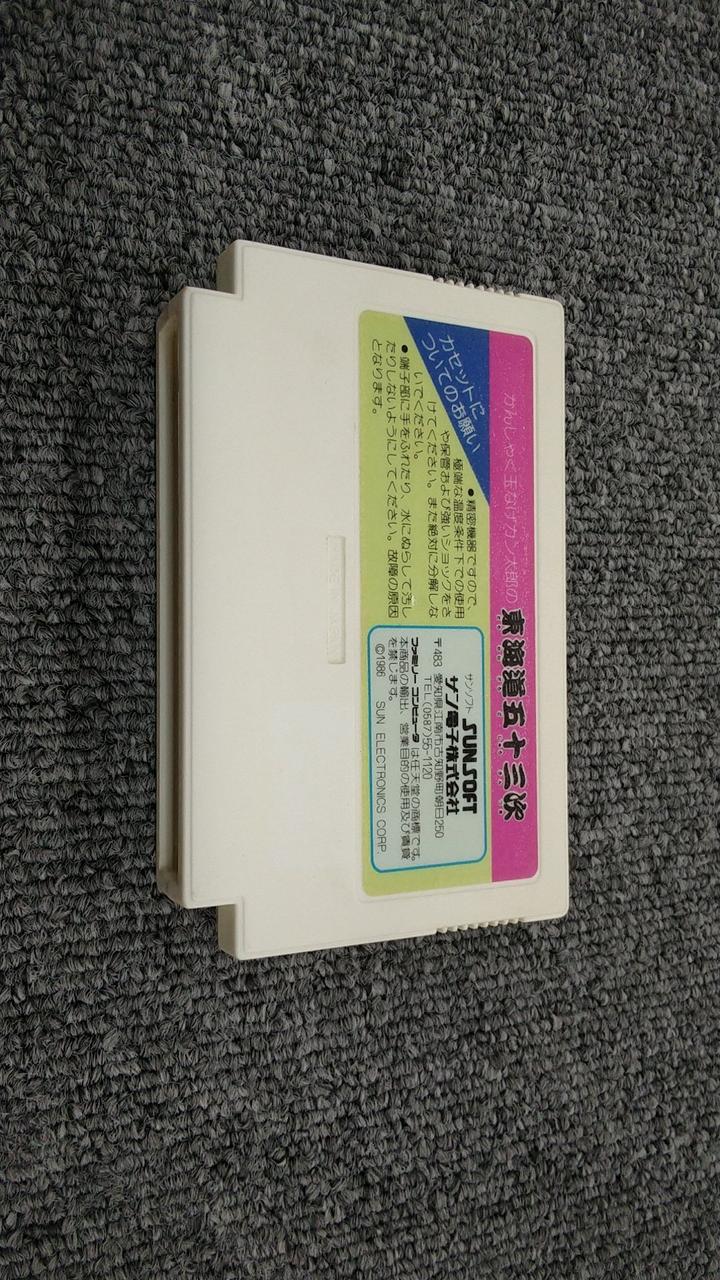 かんしゃく玉なげカン太郎の 東海道五十三次
カセットに
ついてのお願い
●精密機器ですので、
極端な温度条件下での使用
や保管および強いショックをさ
けてください。また絶対に分解しな
いでください。
●端子部に手をふれたり、水にぬらして汚し
たりしないようにしてください。故障の原因
となります。
サンソフト SUNSOFT
サン電子株式会社
〒483 愛知県江南市古知野町朝日250
TEL(0587)55-1120
ファミリーコンピュータは任天堂の商標です。
本商品の輸出、営業目的の使用及び賃貸
を禁じます。
©1986 SUN ELECTRONICS CORP.